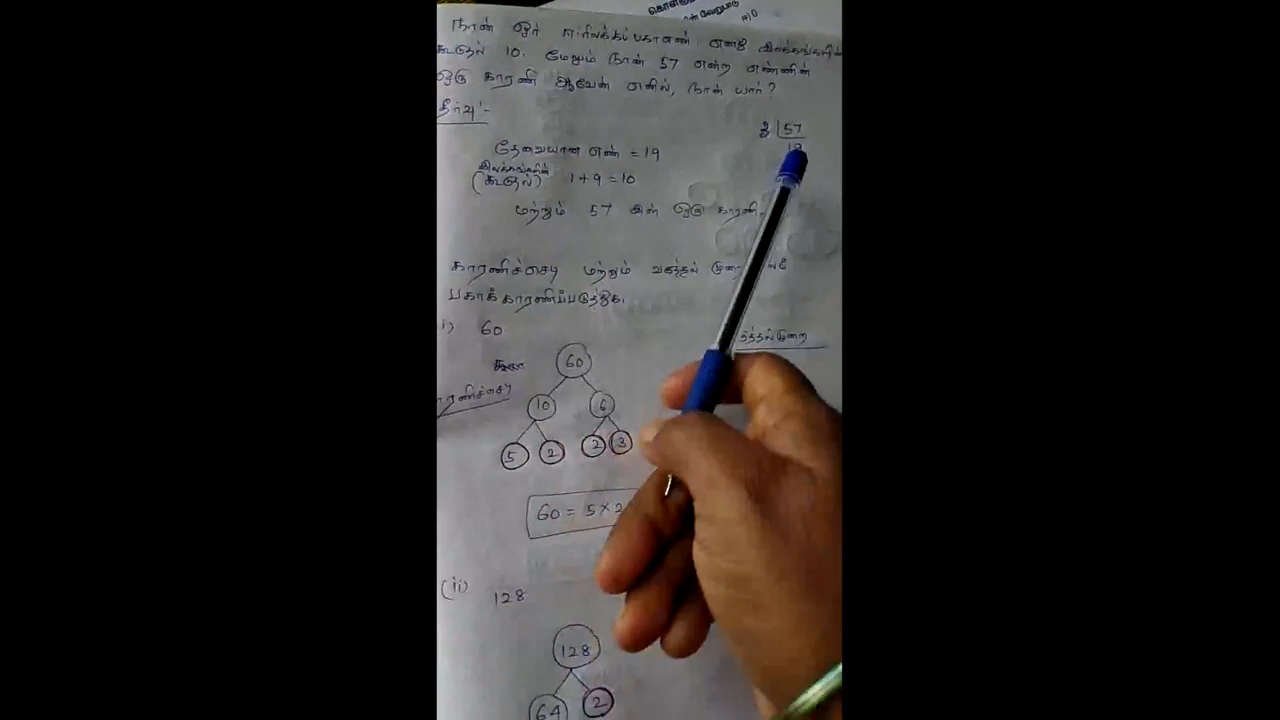 நான் ஓர் ஈரிலக்கப் பகா எண். எனது இலக்கங்களின்
கூடுதல் 10. மேலும் நான் 57 என்ற எண்ணின்
ஒரு காரணி ஆவேன் எனில், நான் யார்?
தீர்வு:-
3 57
19
தேவையான எண் = 19
இலக்கங்களின்
(கூடுதல்) 1+9 = 10
மற்றும் 57 இன் ஒரு காரணி.
காரணிச்செடி மற்றும் வகுத்தல்
பகாக் காரணிப்படுத்துக.
i) 60
60
10 6
5 2 2 3
60 = 5 × 2
(ii) 128
128
64 2